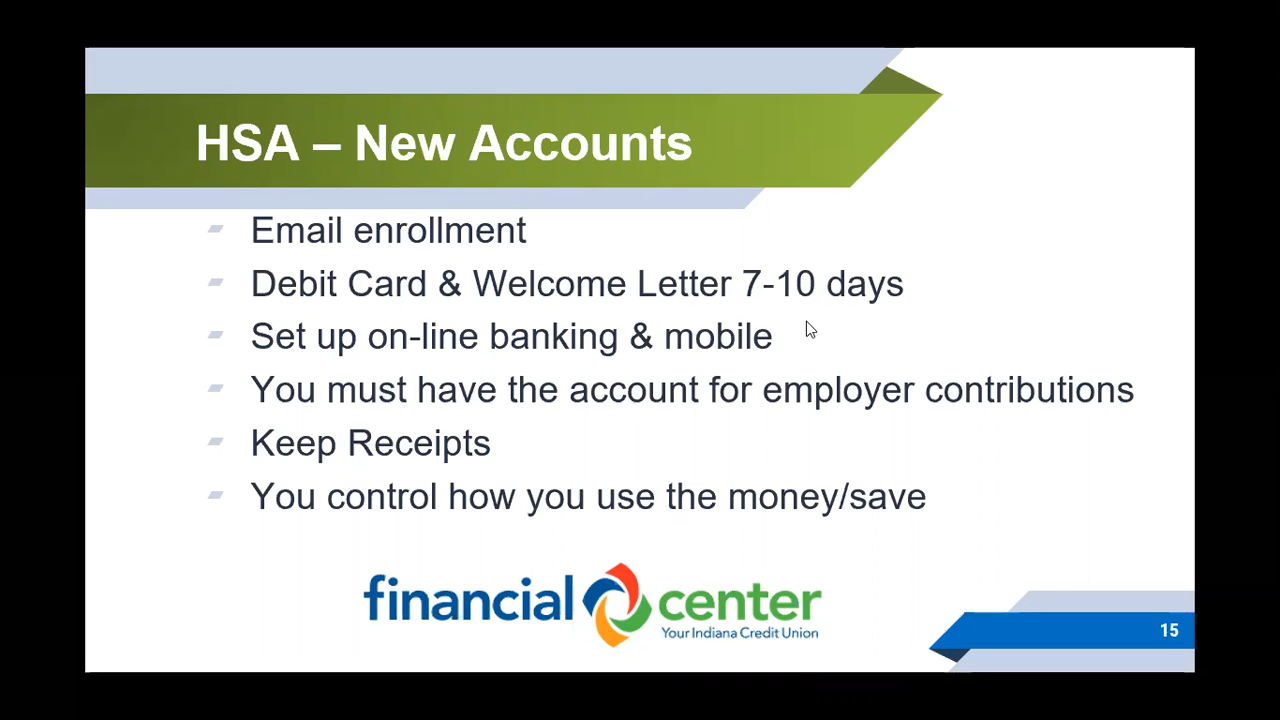 HSA – New Accounts
Email enrollment
Debit Card & Welcome Letter 7-10 days
Set up on-line banking & mobile
You must have the account for employer contributions
Keep Receipts
You control how you use the money/save
financial center
Your Indiana Credit Union
15